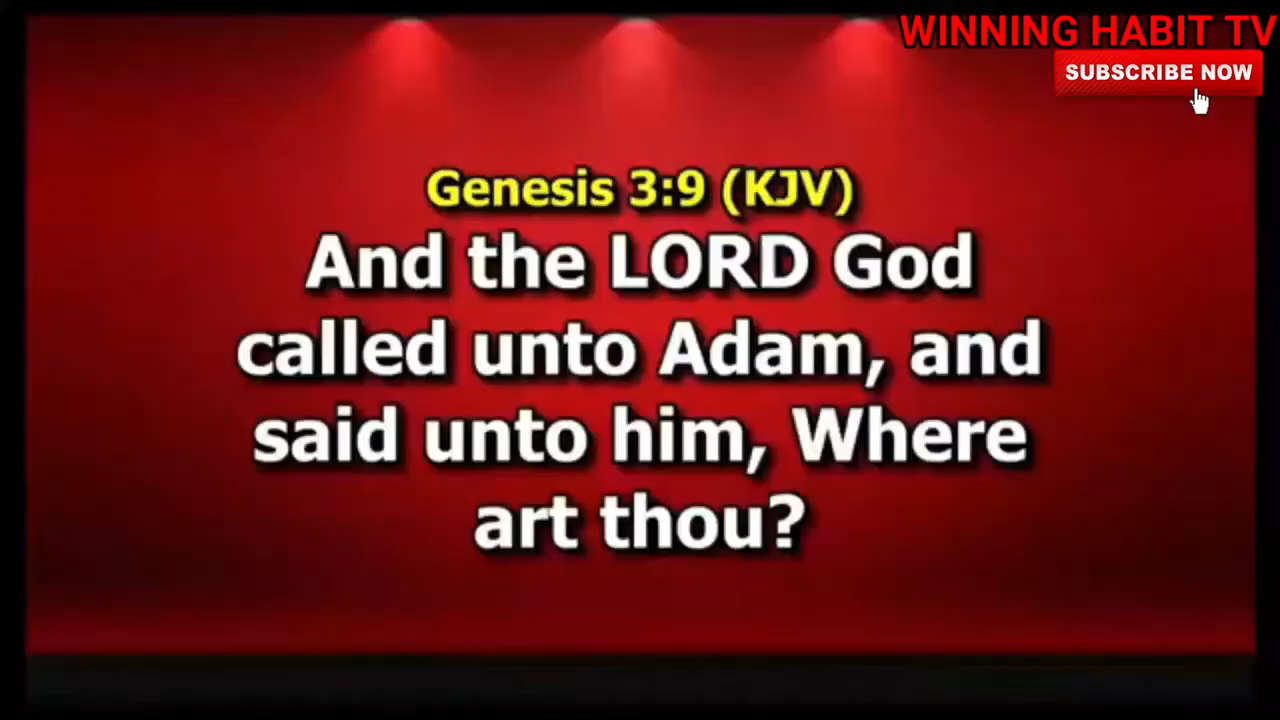 WINNING HABIT TV
SUBSCRIBE NOW
Genesis 3:9 (KJV)
And the LORD God
called unto Adam, and
said unto him, Where
art thou?